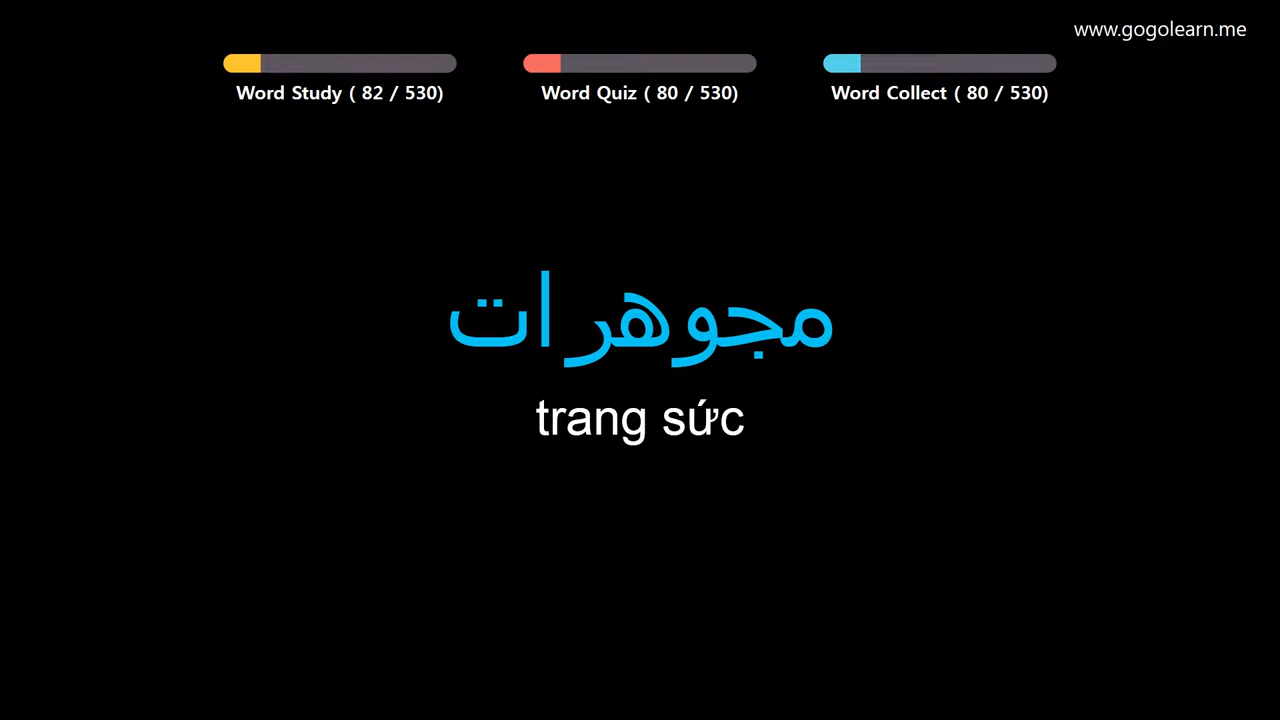 www.gogolearn.me
Word Study ( 82 / 530)
Word Quiz ( 80 / 530)
Word Collect ( 80 / 530)
مجوهرات
trang sức